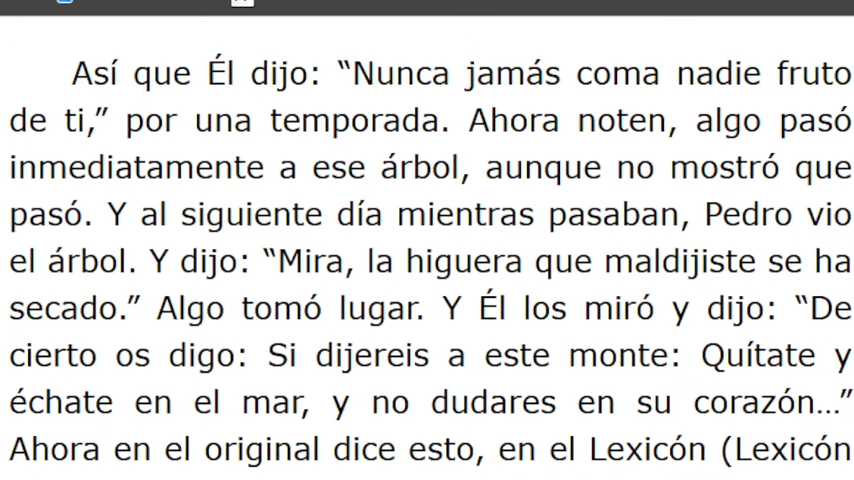 Así que Él dijo: “Nunca jamás coma nadie fruto
de ti,” por una temporada. Ahora noten, algo pasó
inmediatamente a ese árbol, aunque no mostró que
pasó. Y al siguiente día mientras pasaban, Pedro vio
el árbol. Y dijo: “Mira, la higuera que maldijiste se ha
secado.” Algo tomó lugar. Y Él los miró y dijo: “De
cierto os digo: Si dijereis a este monte: Quítate y
échate en el mar, y no dudares en su corazón...”
Ahora en el original dice esto, en el Lexicón (Lexicón